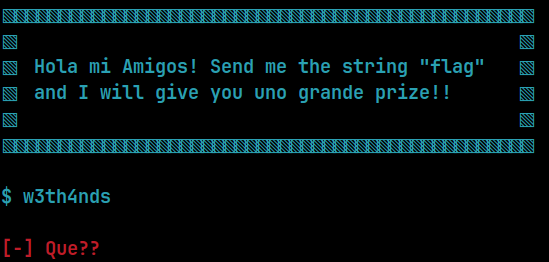 Hola mi Amigos! Send me the string "flag"
and I will give you uno grande prize!!
$ w3th4nds
[-] Que??